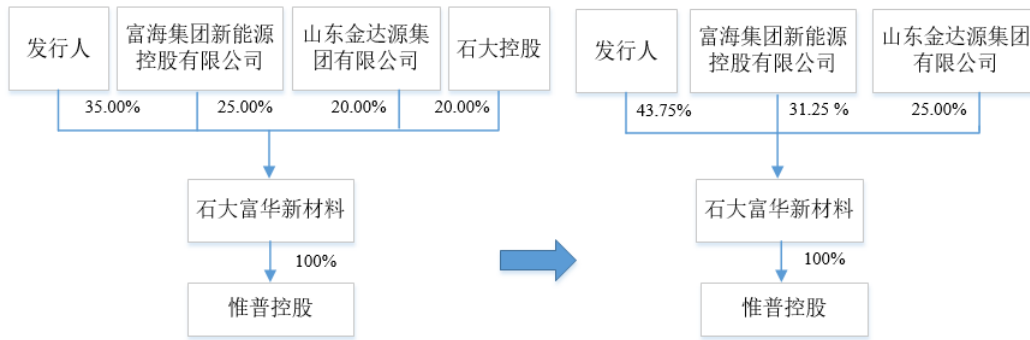 发行人
富海集团新能源
控股有限公司
山东金达源集
团有限公司
石大控股
35.00%
25.00%
20.00%
20.00%
石大富华新材料
100%
惟普控股
发行人
富海集团新能源
控股有限公司
山东金达源集团
有限公司
43.75%
31.25 %
25.00%
石大富华新材料
100%
惟普控股